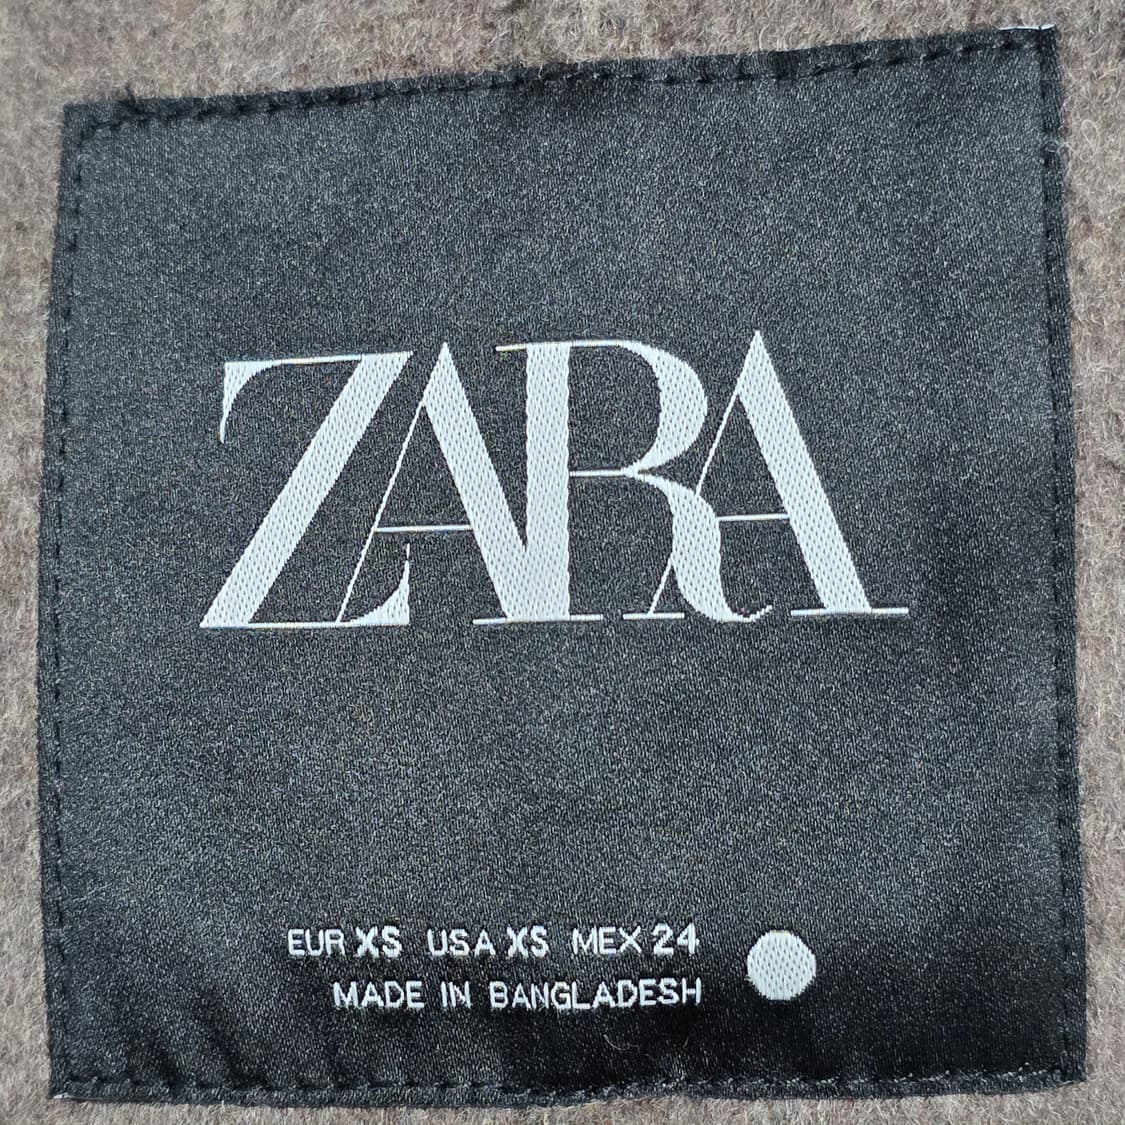 ZARA
EUR XS USA XS MEX 24
MADE IN BANGLADESH